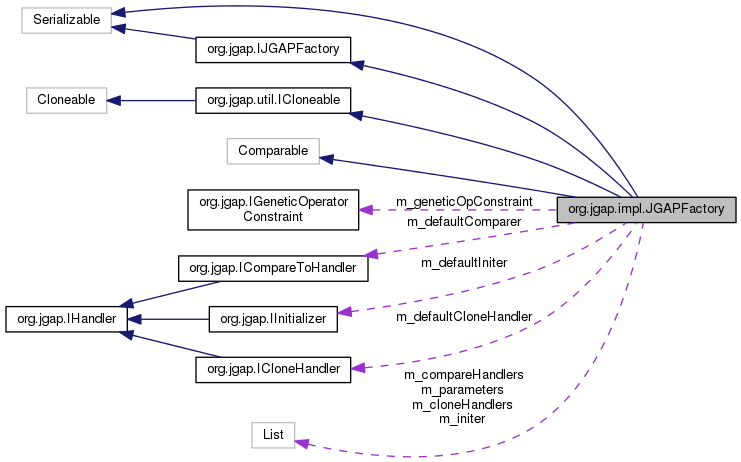 Serializable
org.jgap.IJGAPFactory
Cloneable
org.jgap.util.ICloneable
Comparable
org.jgap.IGeneticOperator
Constraint
m_geneticOpConstraint
org.jgap.impl.JGAPFactory
m_defaultComparer
org.jgap.ICompareToHandler
m_defaultIniter
org.jgap.IHandler
org.jgap.IInitializer
m_defaultCloneHandler
org.jgap.ICloneHandler
m_compareHandlers
m_parameters
m_cloneHandlers
m_initer
List